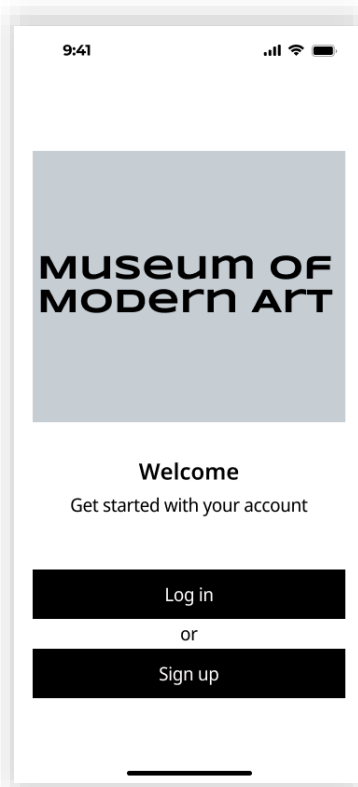 9:41
Museum of
Modern Art
Welcome
Get started with your account
Log in
or
Sign up